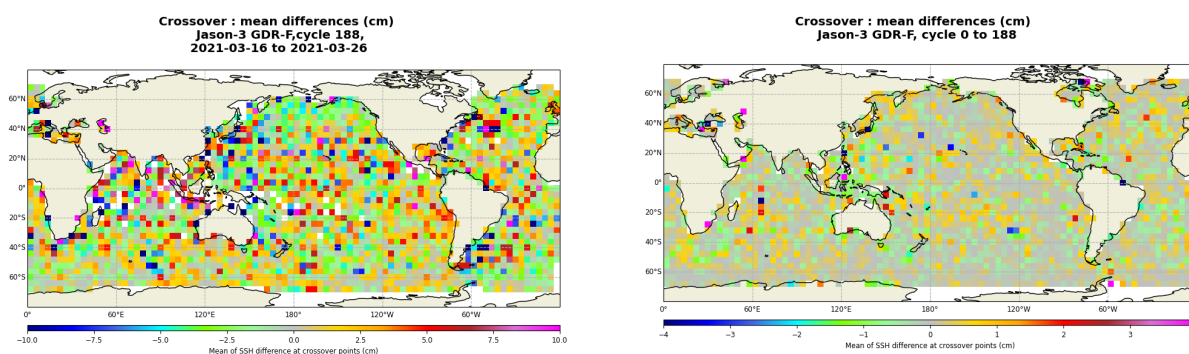 Crossover : mean differences (cm)
Jason-3 GDR-F,cycle 188,
2021-03-16 to 2021-03-26
60°N
40°N
20°N
0°
20°S
40°S
60°S
0°
60°E
120°E
180°
120°W
60°W
−10.0
−7.5
−5.0
−2.5
0.0
2.5
5.0
7.5
10.0
Mean of SSH difference at crossover points (cm)
Crossover : mean differences (cm)
Jason-3 GDR-F, cycle 0 to 188
60°N
40°N
20°N
0°
20°S
40°S
60°S
0°
60°E
120°E
180°
120°W
60°W
−4
−3
−2
−1
0
1
2
3
Mean of SSH difference at crossover points (cm)